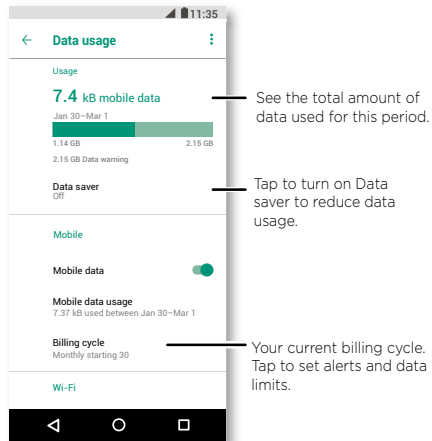 11:35
Data usage
Usage
7.4 kB mobile data
Jan 30–Mar 1
1.14 GB 2.15 GB
2.15 GB Data warning
Data saver
Off
Mobile
Mobile data
Mobile data usage
7.37 kB used between Jan 30–Mar 1
Billing cycle
Monthly starting 30
Wi-Fi
See the total amount of
data used for this period.
Tap to turn on Data
saver to reduce data
usage.
Your current billing cycle.
Tap to set alerts and data
limits.